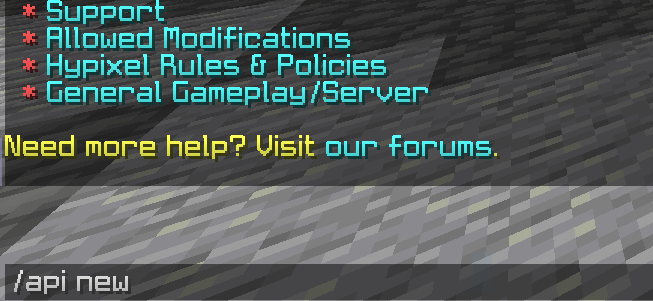 * Support
* Allowed Modifications
* Hypixel Rules & Policies
* General Gameplay/Server
Need more help? Visit our forums.
/api new